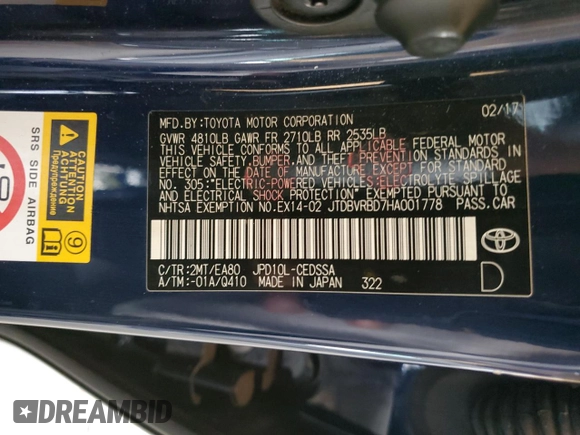 MFD.BY:TOYOTA MOTOR CORPORATION 02/17
GVWR 4810LB GAWR FR 2710LB RR 2535LB
THIS VEHICLE CONFORMS TO ALL APPLICABLE FEDERAL MOTOR
VEHICLE SAFETY, BUMPER, AND THEFT PREVENTION STANDARDS IN
EFFECT ON THE DATE OF MANUFACTURE EXCEPT FOR STANDARD
NO. 305:"ELECTRIC-POWERED VEHICLES: ELECTROLYTE SPILLAGE
AND ELECTRICAL SHOCK PROTECTION" EXEMPTED PURSUANT TO
NHTSA EXEMPTION NO.EX14-02 JTDBVRBD7HA001778 PASS.CAR
C/TR:2MT/EA80 JPD10L-CEDSSA
A/TM:-01A/Q410 MADE IN JAPAN 322
D
TOYOTA
SRS SIDE AIRBAG
ATTENTION
ACHTUNG
Предупреждение
9
DREAMBID